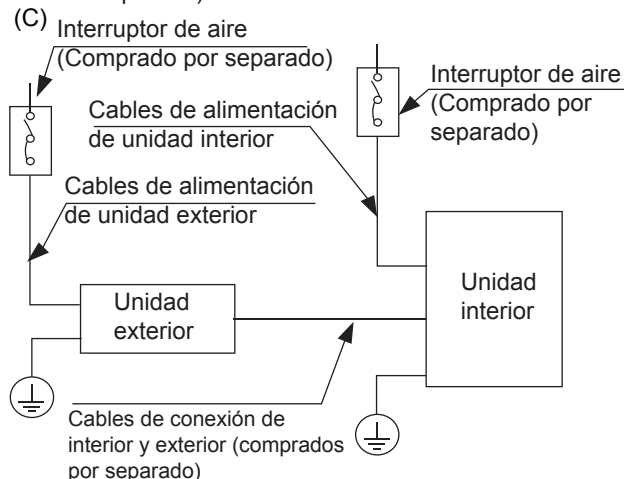 (C)
Interruptor de aire
(Comprado por separado)
Interruptor de aire
(Comprado por
separado)
Cables de alimentación
de unidad interior
Cables de alimentación
de unidad exterior
Unidad
exterior
Unidad
interior
Cables de conexión de
interior y exterior (comprados
por separado)